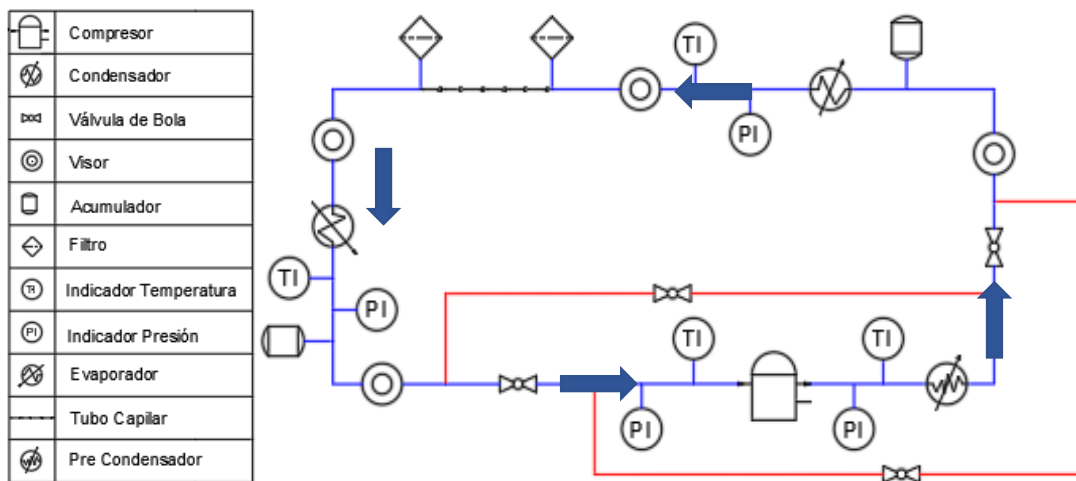 Compresor
Condensador
Válvula de Bola
Visor
Acumulador
Filtro
TI Indicador Temperatura
PI Indicador Presión
Evaporador
Tubo Capilar
Pre Condensador
TI
PI
TI
PI
TI
TI
PI
PI